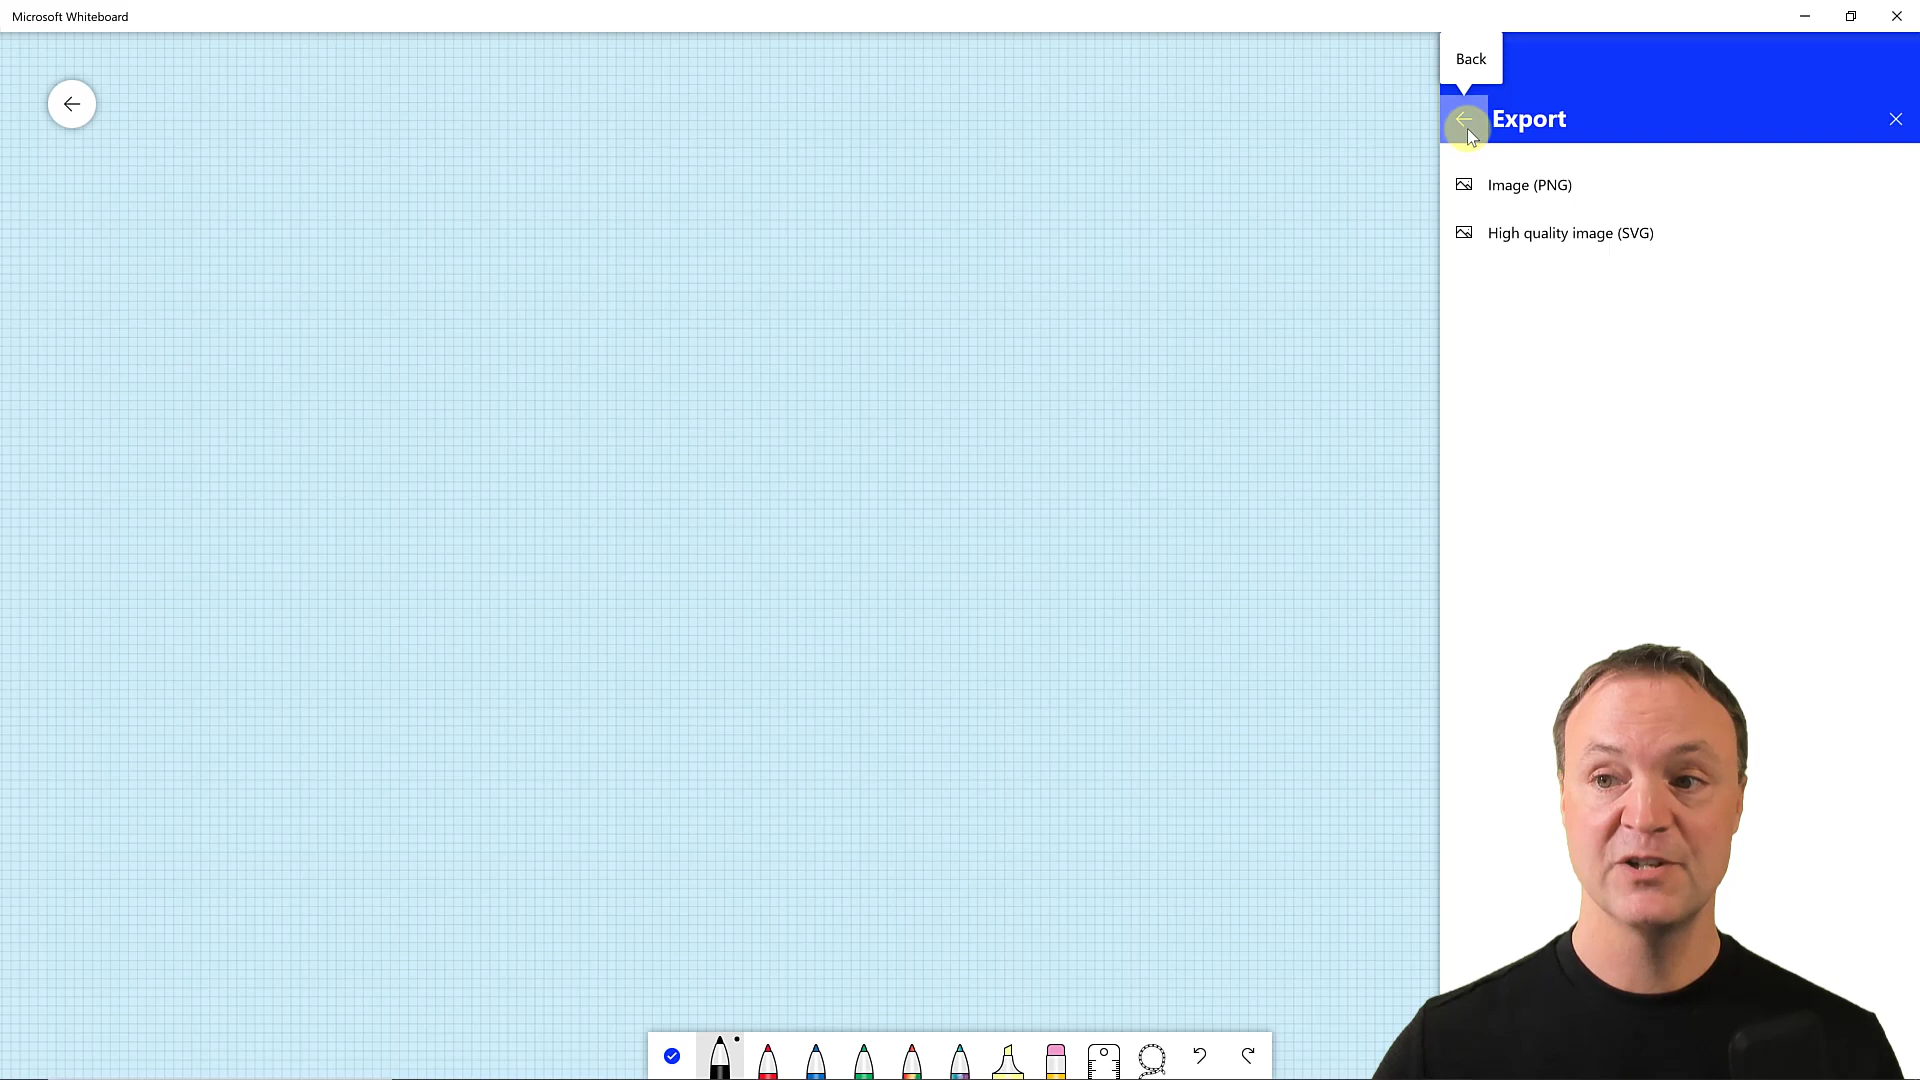 Microsoft Whiteboard
Back
Export
Image (PNG)
High quality image (SVG)